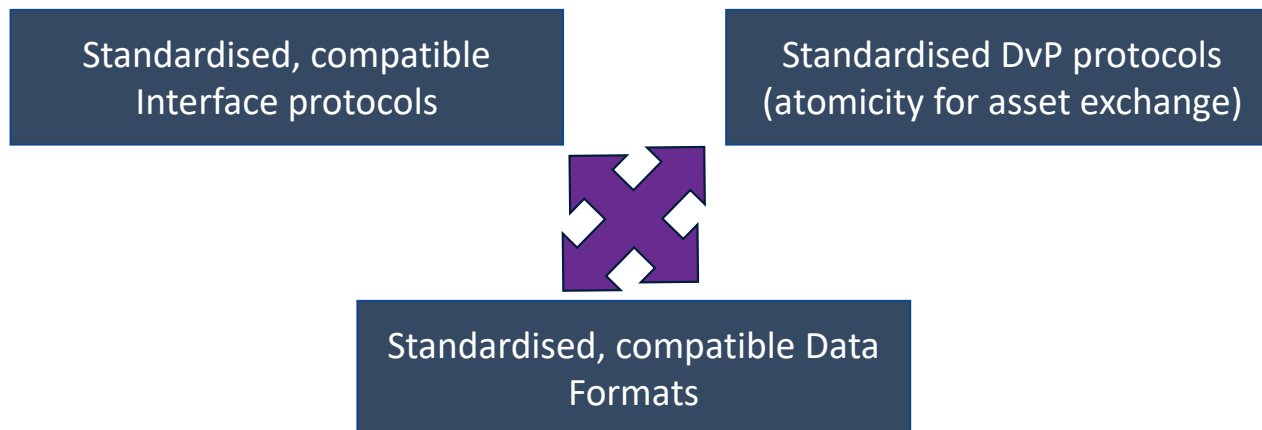 Standardised, compatible
Interface protocols
Standardised DvP protocols
(atomicity for asset exchange)
Standardised, compatible Data
Formats